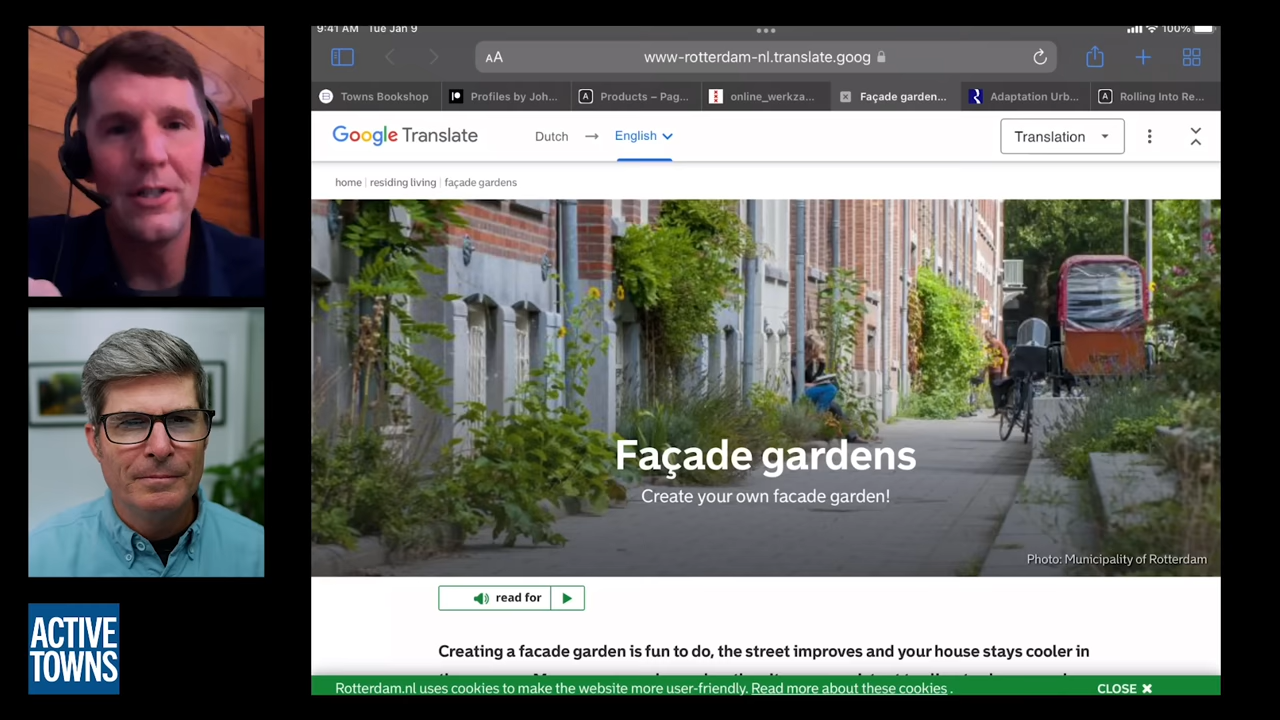 9:41 AM Tue Jan 9
100%
AA
www-rotterdam-nl.translate.goog
Towns Bookshop
Profiles by Joh...
Products – Pag...
online_werkza...
Façade garden...
Adaptation Urb...
Rolling Into Re...
Google Translate
Dutch → English
Translation
home | residing living | façade gardens
Façade gardens
Create your own facade garden!
Photo: Municipality of Rotterdam
read for
Creating a facade garden is fun to do, the street improves and your house stays cooler in
Rotterdam.nl uses cookies to make the website more user-friendly. Read more about these cookies .
CLOSE ✖
ACTIVE
TOWNS